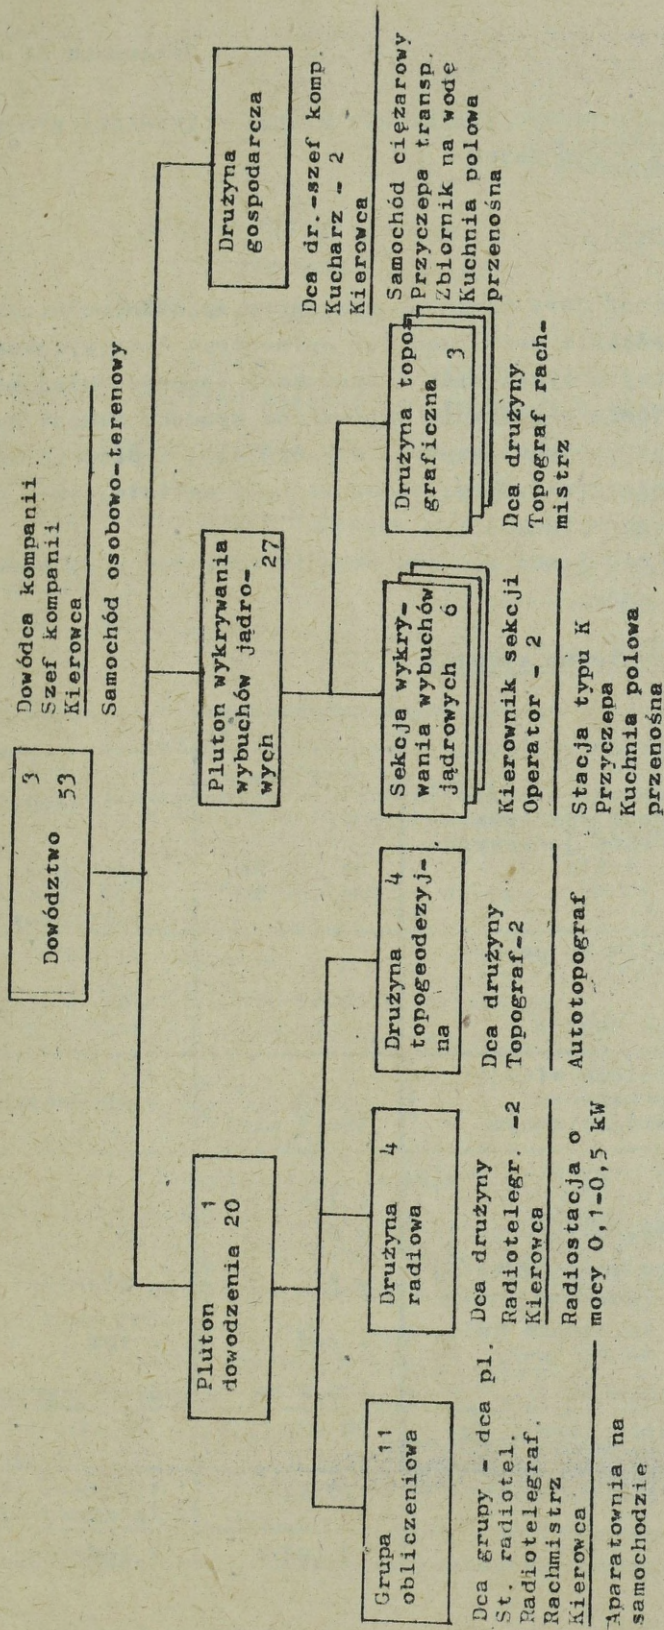 Dowództwo 3
53
Dowódca kompanii
Szef kompanii
Kierowca
Samochód osobowo-terenowy
Pluton 1
dowodzenia 20
Pluton wykrywania
wybuchów jądro-
wych 27
Drużyna
gospodarcza
Dca dr.-szef komp.
Kucharz - 2
Kierowca
Samochód ciężarowy
Przyczepa transp.
Zbiornik na wodę
Kuchnia polowa
przenośna
Grupa 11
obliczeniowa
Dca grupy - dca pl.
St. radiotel.
Radiotelegraf.
Rachmistrz
Kierowca
Aparatownia na
samochodzie
Drużyna 4
radiowa
Dca drużyny
Radiotelegr. -2
Kierowca
Radiostacja o
mocy 0,1-0,5 kW
Drużyna 4
topogeodezyj-
na
Dca drużyny
Topograf-2
Autotopograf
Sekcja wykry-
wania wybuchów
jądrowych 6
Kierownik sekcji
Operator - 2
Stacja typu K
Przyczepa
Kuchnia polowa
przenośna
Drużyna topo-
graficzna
3
Dca drużyny
Topograf rach-
mistrz